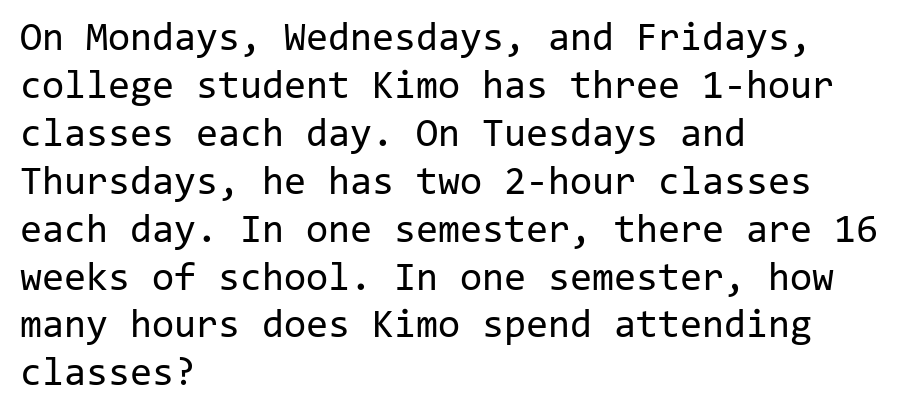 On Mondays, Wednesdays, and Fridays,
college student Kimo has three 1-hour
classes each day. On Tuesdays and
Thursdays, he has two 2-hour classes
each day. In one semester, there are 16
weeks of school. In one semester, how
many hours does Kimo spend attending
classes?